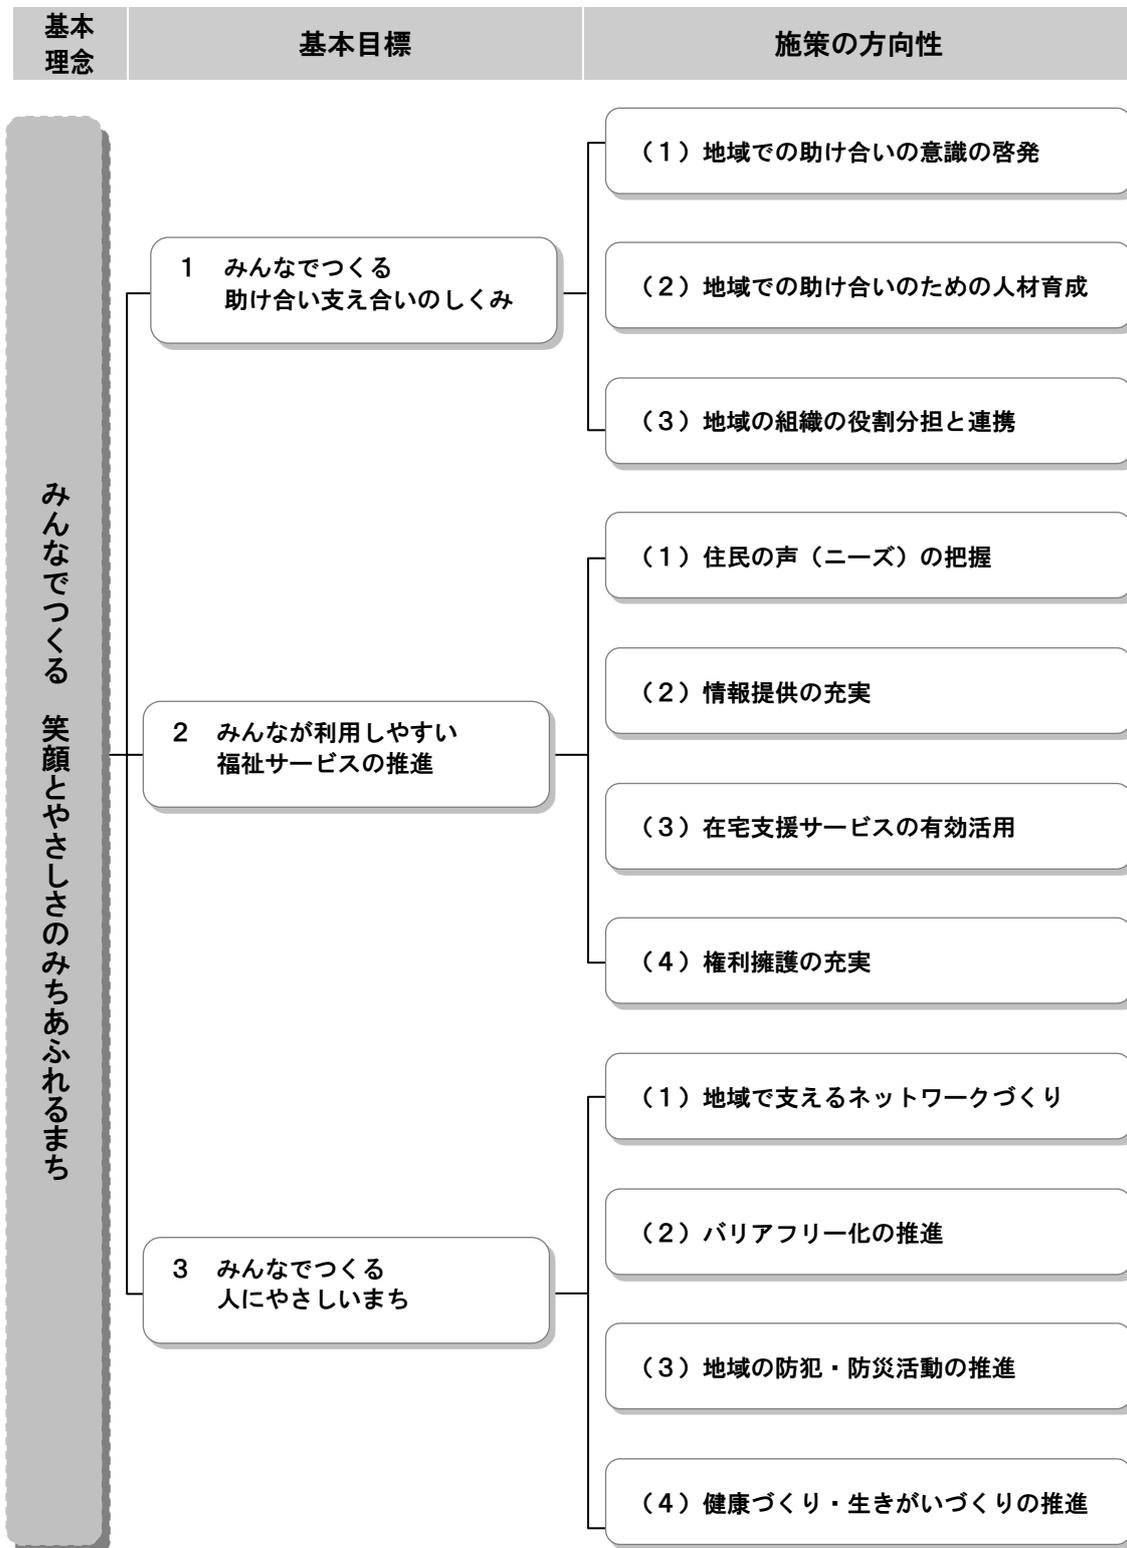 基本
理念
基本目標
施策の方向性
みんなでつくる　笑顔とやさしさのみちあふれるまち
1　みんなでつくる
助け合い支え合いのしくみ
（1）地域での助け合いの意識の啓発
（2）地域での助け合いのための人材育成
（3）地域の組織の役割分担と連携
2　みんなが利用しやすい
福祉サービスの推進
（1）住民の声（ニーズ）の把握
（2）情報提供の充実
（3）在宅支援サービスの有効活用
（4）権利擁護の充実
3　みんなでつくる
人にやさしいまち
（1）地域で支えるネットワークづくり
（2）バリアフリー化の推進
（3）地域の防犯・防災活動の推進
（4）健康づくり・生きがいづくりの推進